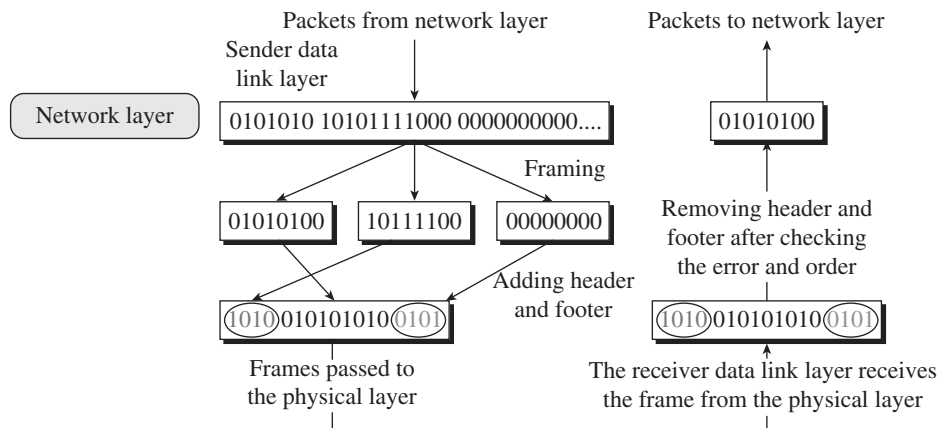 Packets from network layer
Packets to network layer
Sender data
link layer
Network layer
0101010 10101111000 0000000000....
01010100
Framing
01010100
10111100
00000000
Removing header and
footer after checking
the error and order
Adding header
and footer
1010 010101010 0101
1010 010101010 0101
Frames passed to
the physical layer
The receiver data link layer receives
the frame from the physical layer